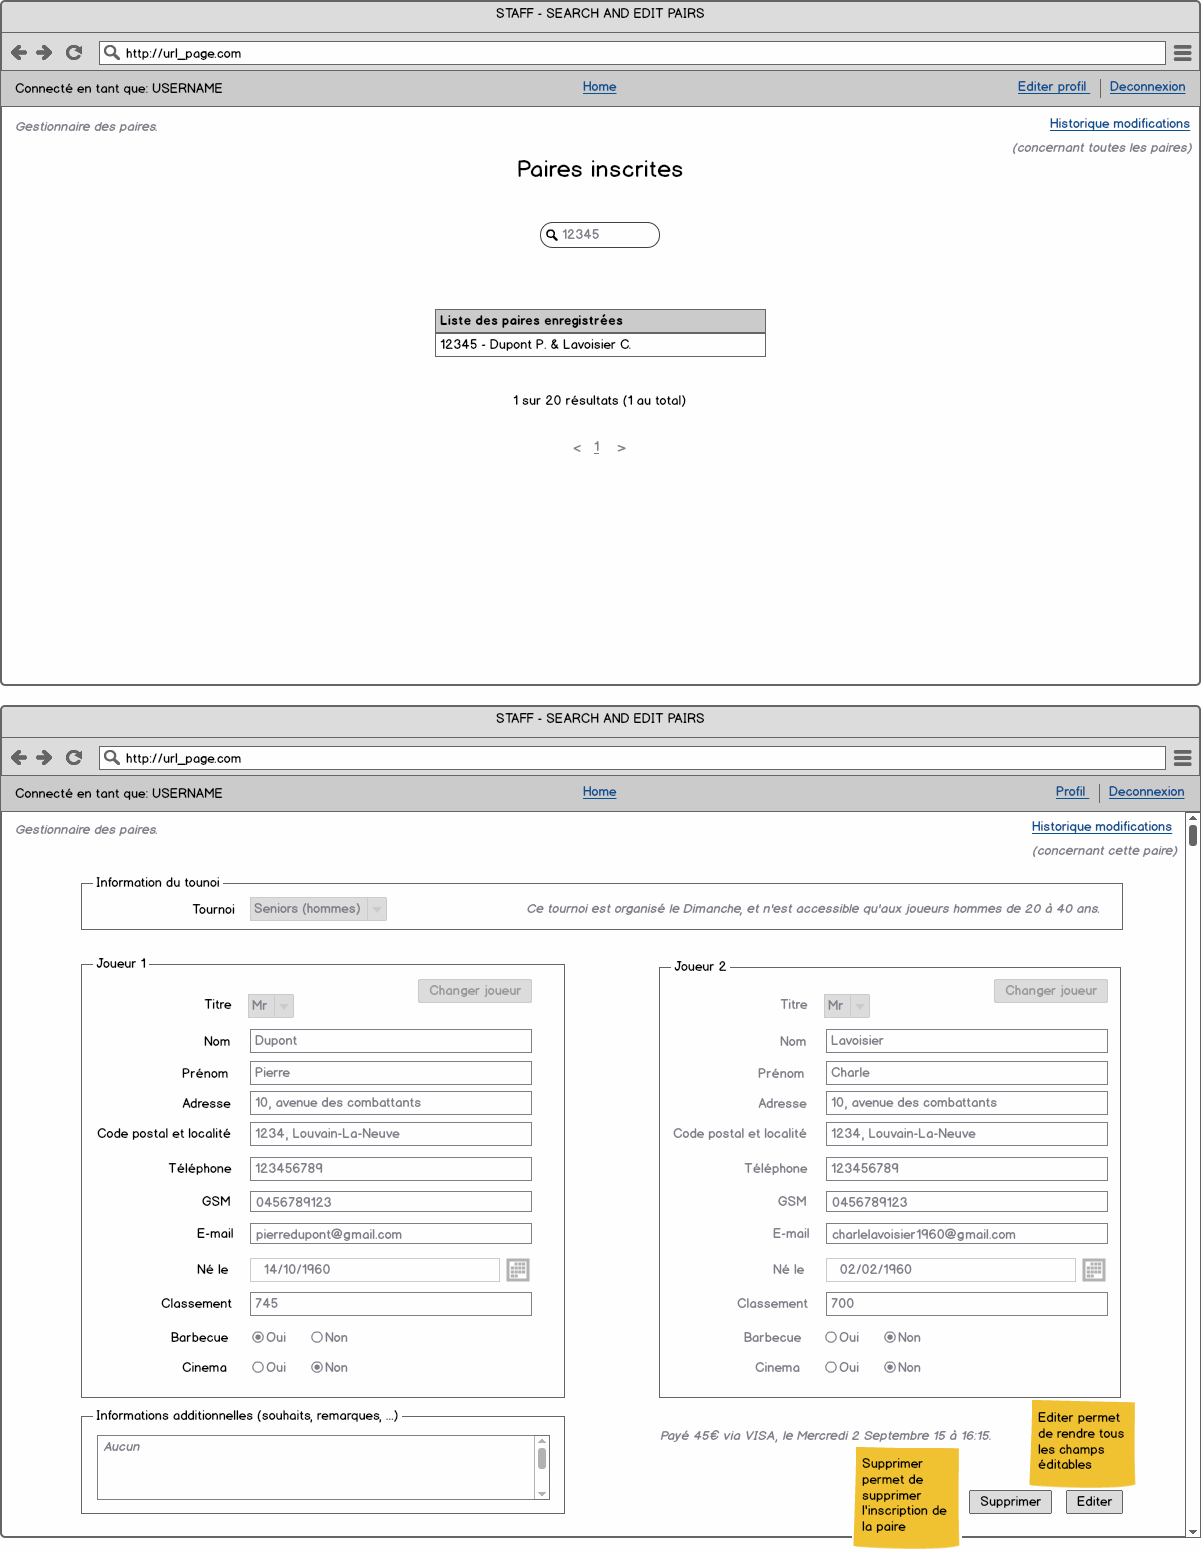 STAFF - SEARCH AND EDIT PAIRS
http://url_page.com
Connecté en tant que: USERNAME
Home
Editer profil
Deconnexion
Gestionnaire des paires.
Historique modifications
(concernant toutes les paires)
Paires inscrites
12345
Liste des paires enregistrées
12345 - Dupont P. & Lavoisier C.
1 sur 20 résultats (1 au total)
< 1 >
STAFF - SEARCH AND EDIT PAIRS
http://url_page.com
Connecté en tant que: USERNAME
Home
Profil
Deconnexion
Gestionnaire des paires.
Historique modifications
(concernant cette paire)
Information du tounoi
Tournoi Seniors (hommes)
Ce tournoi est organisé le Dimanche, et n'est accessible qu'aux joueurs hommes de 20 à 40 ans.
Joueur 1
Changer joueur
Titre Mr
Nom Dupont
Prénom Pierre
Adresse 10, avenue des combattants
Code postal et localité 1234, Louvain-La-Neuve
Téléphone 123456789
GSM 0456789123
E-mail pierredupont@gmail.com
Né le 14/10/1960
Classement 745
Barbecue Oui Non
Cinema Oui Non
Joueur 2
Changer joueur
Titre Mr
Nom Lavoisier
Prénom Charle
Adresse 10, avenue des combattants
Code postal et localité 1234, Louvain-La-Neuve
Téléphone 123456789
GSM 0456789123
E-mail charlelavoisier1960@gmail.com
Né le 02/02/1960
Classement 700
Barbecue Oui Non
Cinema Oui Non
Informations additionnelles (souhaits, remarques, ...)
Aucun
Payé 45€ via VISA, le Mercredi 2 Septembre 15 à 16:15.
Supprimer
permet de
supprimer
l'inscription de
la paire
Editer permet
de rendre tous
les champs
éditables
Supprimer
Editer